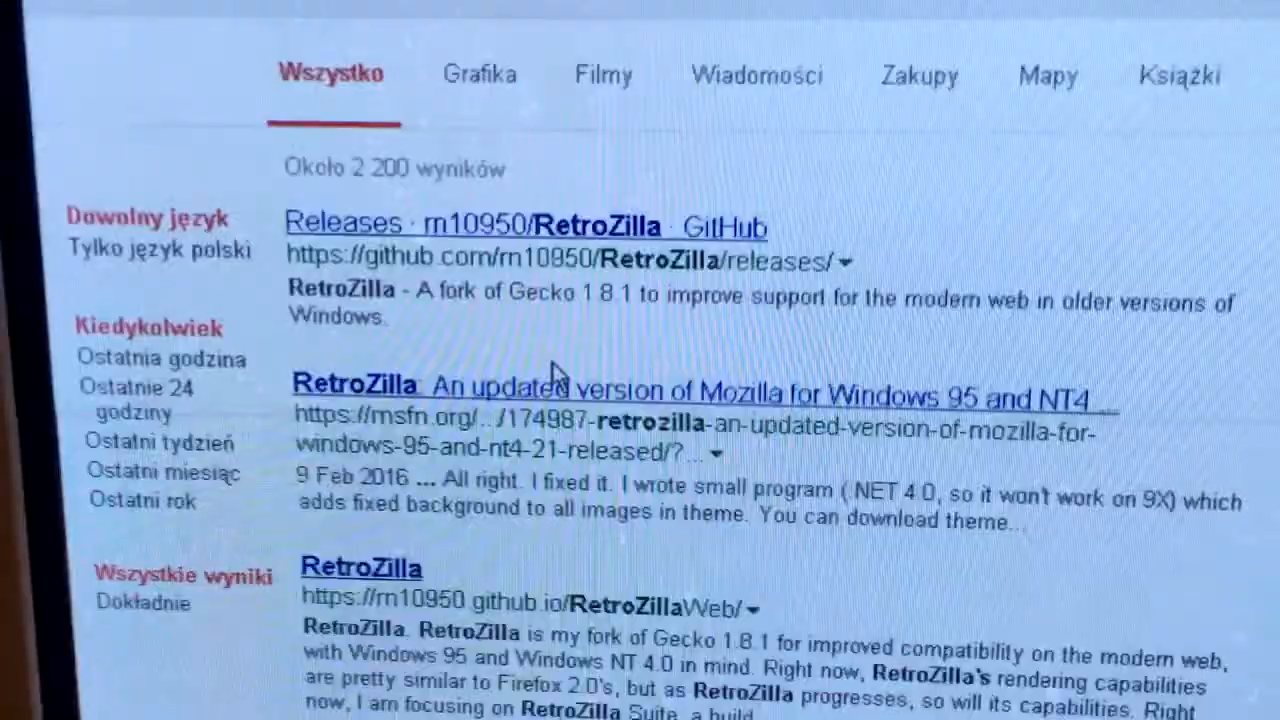 Wszystko Grafika Filmy Wiadomości Zakupy Mapy Książki
Około 2 200 wyników
Dowolny język
Tylko język polski
Kiedykolwiek
Ostatnia godzina
Ostatnie 24
godziny
Ostatni tydzień
Ostatni miesiąc
Ostatni rok
Wszystkie wyniki
Dokładnie
Releases · rn10950/RetroZilla · GitHub
https://github.com/rn10950/RetroZilla/releases/
RetroZilla - A fork of Gecko 1.8.1 to improve support for the modern web in older versions of
Windows.
RetroZilla: An updated version of Mozilla for Windows 95 and NT4 ...
https://msfn.org/.../174987-retrozilla-an-updated-version-of-mozilla-for-
windows-95-and-nt4-21-released/?...
9 Feb 2016 ... All right. I fixed it. I wrote small program (.NET 4.0, so it won't work on 9X) which
adds fixed background to all images in theme. You can download theme...
RetroZilla
https://rn10950.github.io/RetroZillaWeb/
RetroZilla. RetroZilla is my fork of Gecko 1.8.1 for improved compatibility on the modern web,
with Windows 95 and Windows NT 4.0 in mind. Right now, RetroZilla's rendering capabilities
are pretty similar to Firefox 2.0's, but as RetroZilla progresses, so will its capabilities. Right
now, I am focusing on RetroZilla Suite, a build